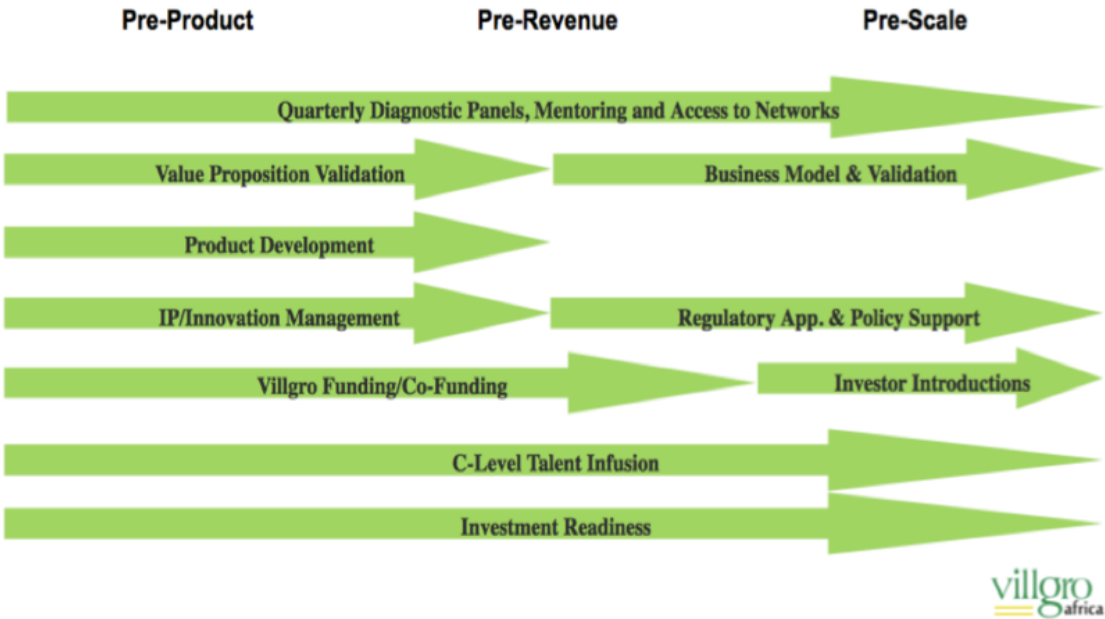 Pre-Product Pre-Revenue Pre-Scale
Quarterly Diagnostic Panels, Mentoring and Access to Networks
Value Proposition Validation Business Model & Validation
Product Development
IP/Innovation Management Regulatory App. & Policy Support
Villgro Funding/Co-Funding Investor Introductions
C-Level Talent Infusion
Investment Readiness
villgro
africa